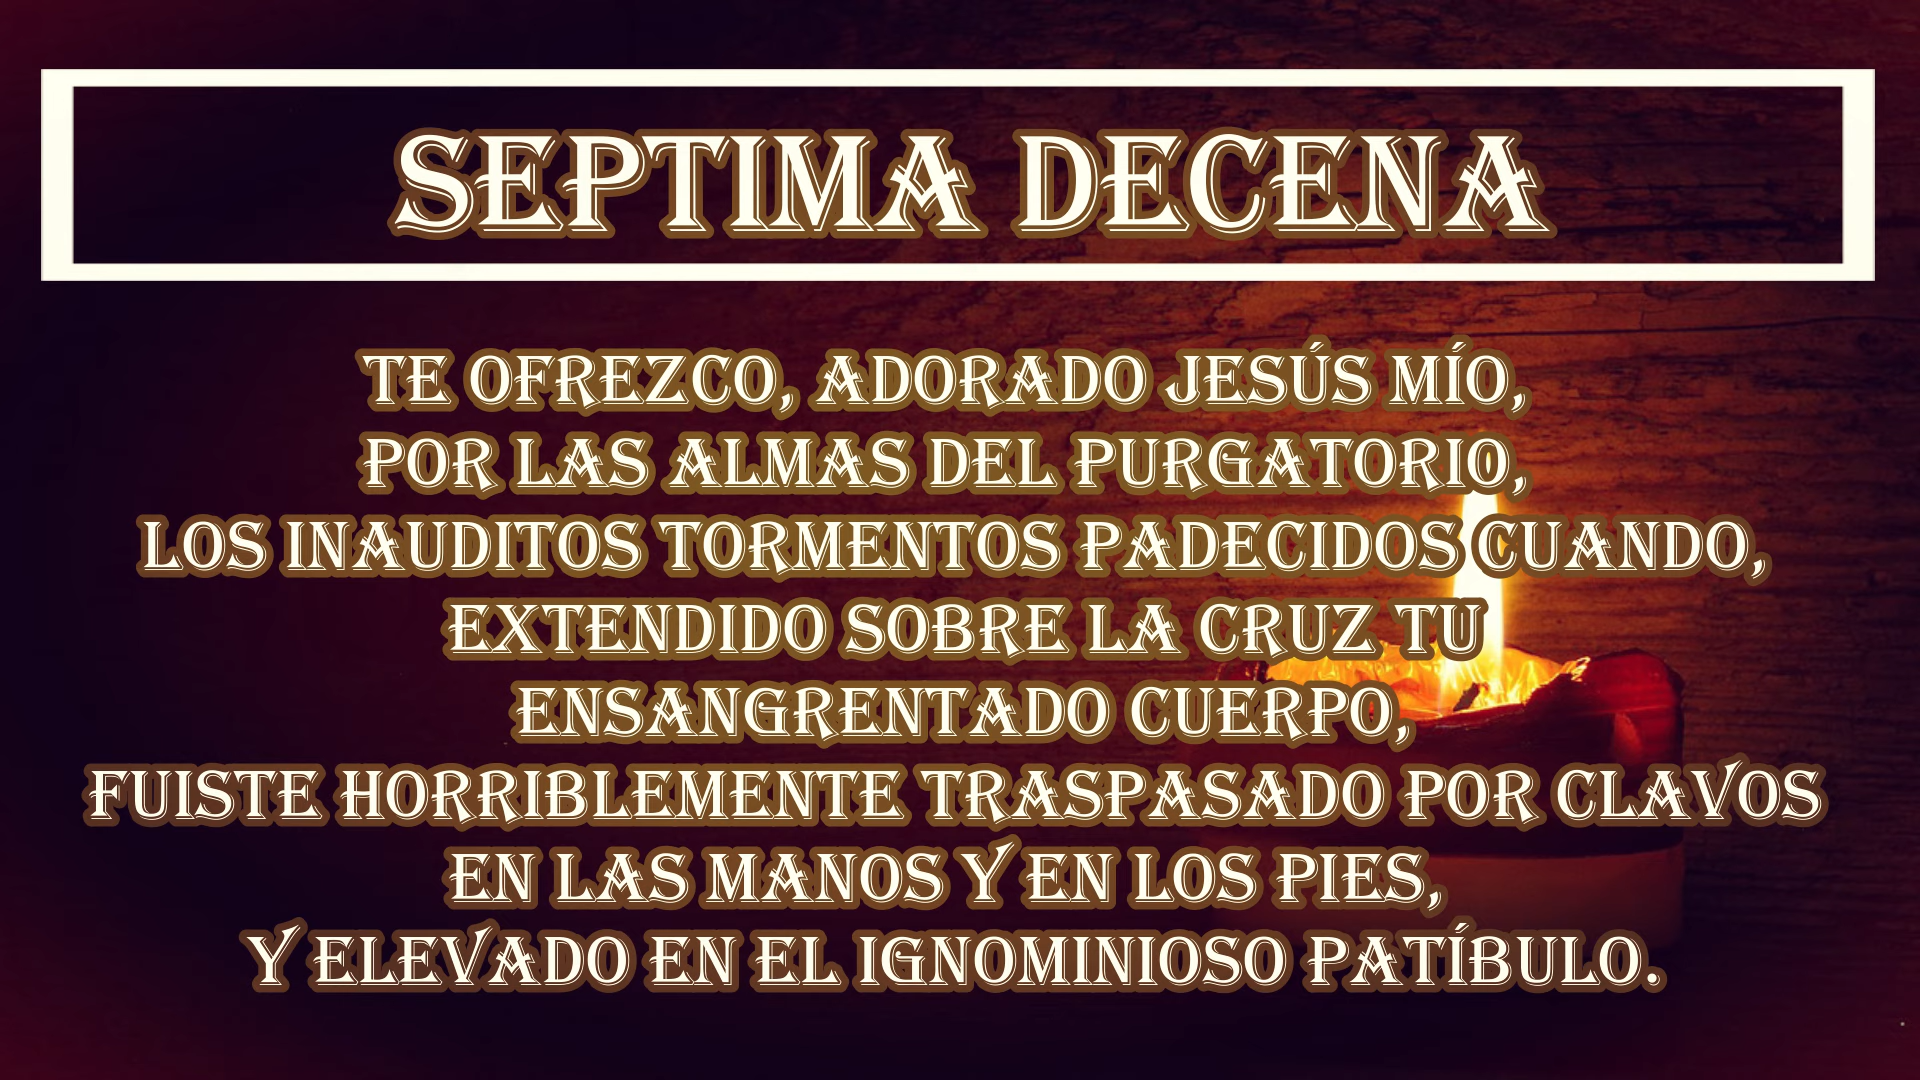 SEPTIMA DECENA
TE OFREZCO, ADORADO JESÚS MÍO,
POR LAS ALMAS DEL PURGATORIO,
LOS INAUDITOS TORMENTOS PADECIDOS CUANDO,
EXTENDIDO SOBRE LA CRUZ TU
ENSANGRENTADO CUERPO,
FUISTE HORRIBLEMENTE TRASPASADO POR CLAVOS
EN LAS MANOS Y EN LOS PIES,
Y ELEVADO EN EL IGNOMINIOSO PATÍBULO.